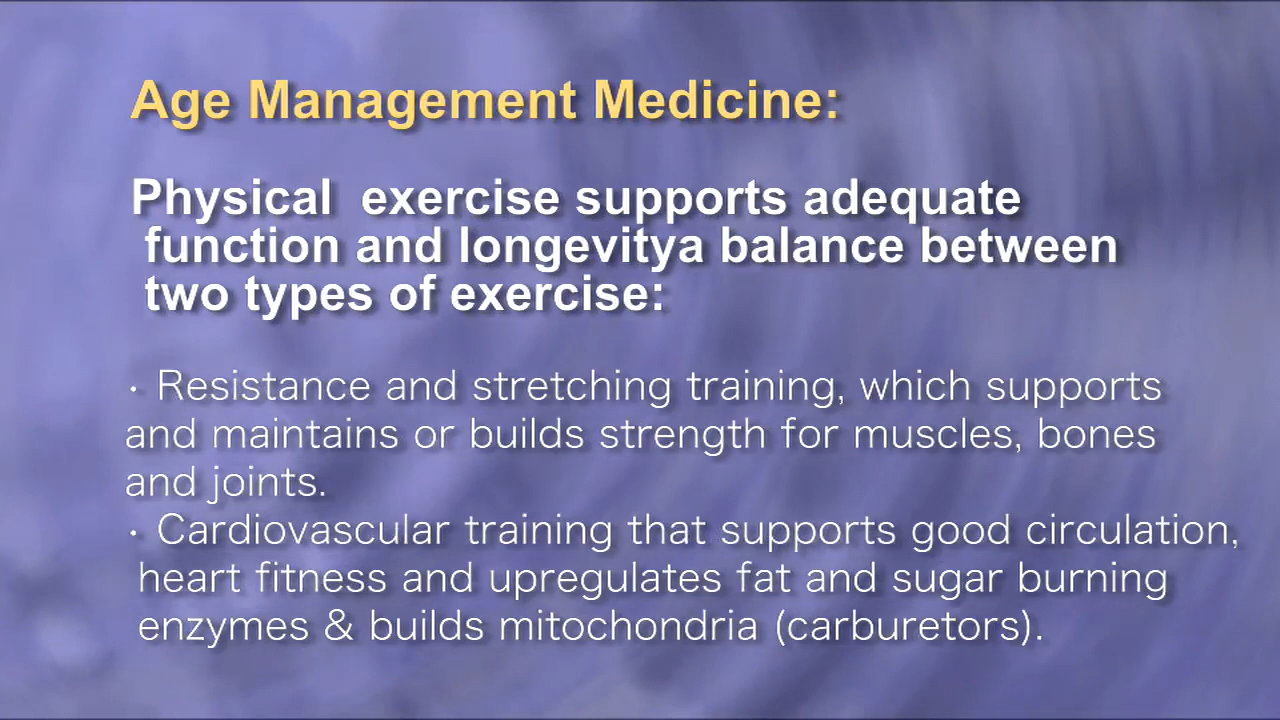 Age Management Medicine:
Physical exercise supports adequate
function and longevitya balance between
two types of exercise:
· Resistance and stretching training, which supports
and maintains or builds strength for muscles, bones
and joints.
· Cardiovascular training that supports good circulation,
heart fitness and upregulates fat and sugar burning
enzymes & builds mitochondria (carburetors).